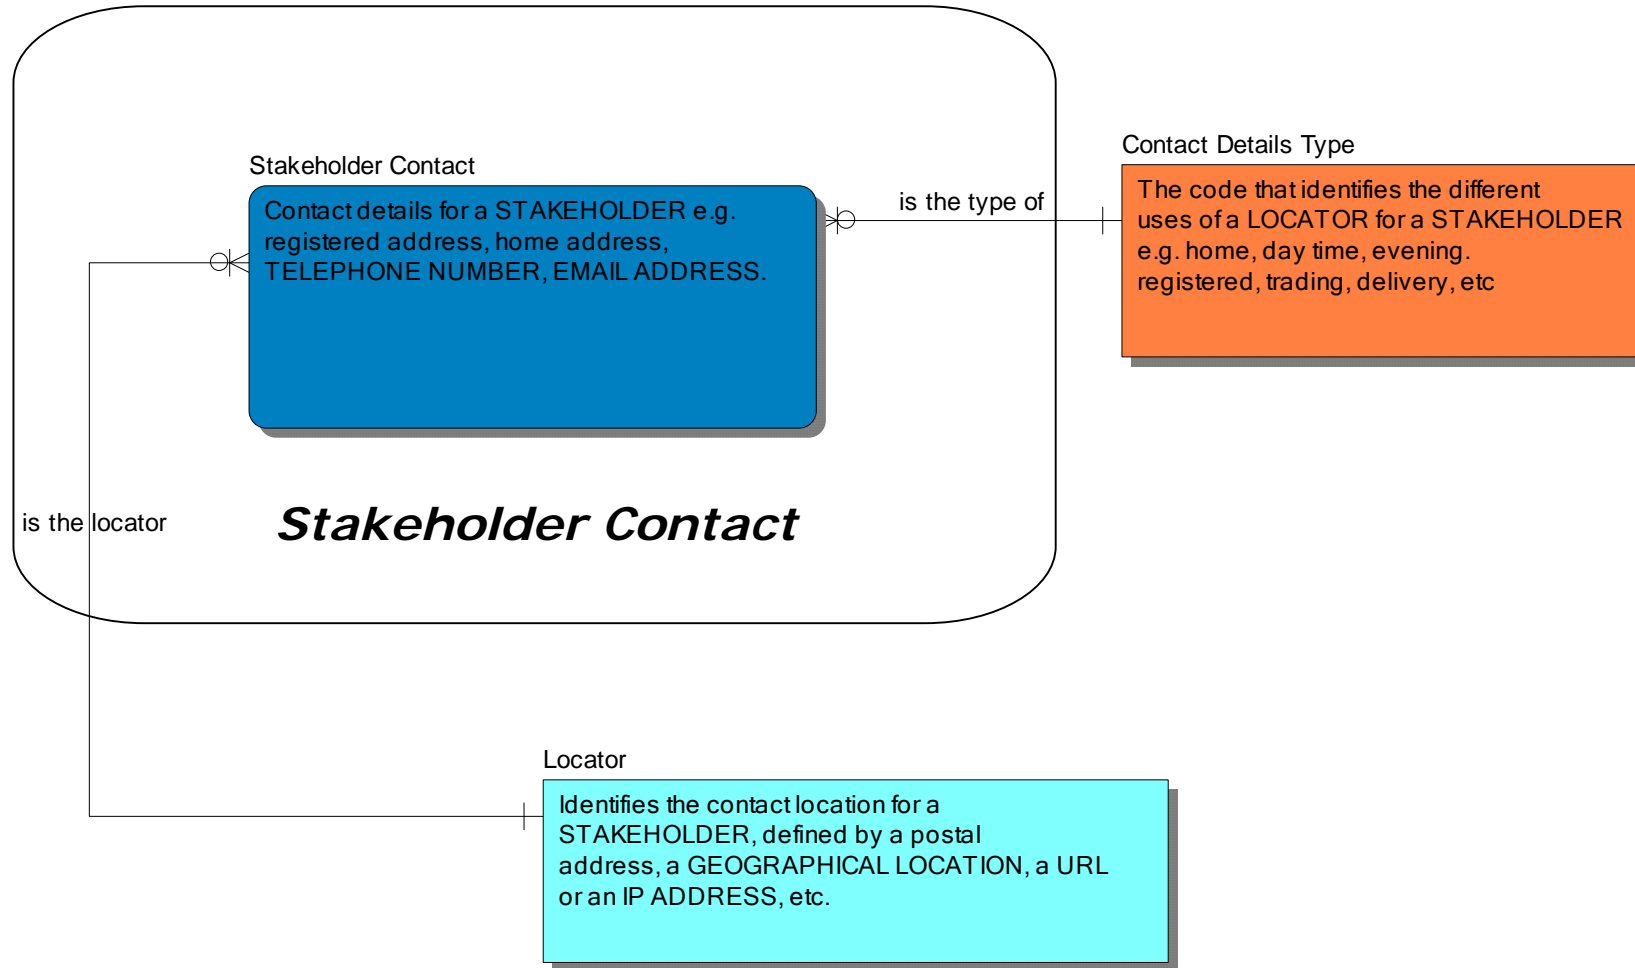 Stakeholder Contact
Contact details for a STAKEHOLDER e.g.
registered address, home address,
TELEPHONE NUMBER, EMAIL ADDRESS.
is the type of
Contact Details Type
The code that identifies the different
uses of a LOCATOR for a STAKEHOLDER
e.g. home, day time, evening.
registered, trading, delivery, etc
is the locator
Stakeholder Contact
Locator
Identifies the contact location for a
STAKEHOLDER, defined by a postal
address, a GEOGRAPHICAL LOCATION, a URL
or an IP ADDRESS, etc.